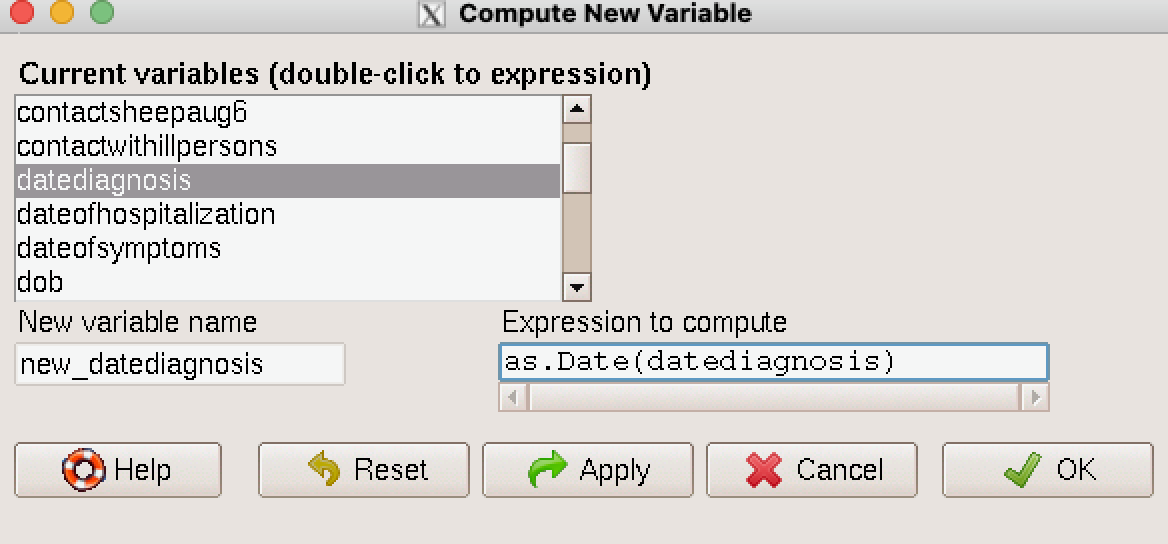 Compute New Variable
Current variables (double-click to expression)
contactsheepaug6
contactwithillpersons
datediagnosis
dateofhospitalization
dateofsymptoms
dob
New variable name
Expression to compute
new_datediagnosis
as.Date(datediagnosis)
Help
Reset
Apply
Cancel
OK